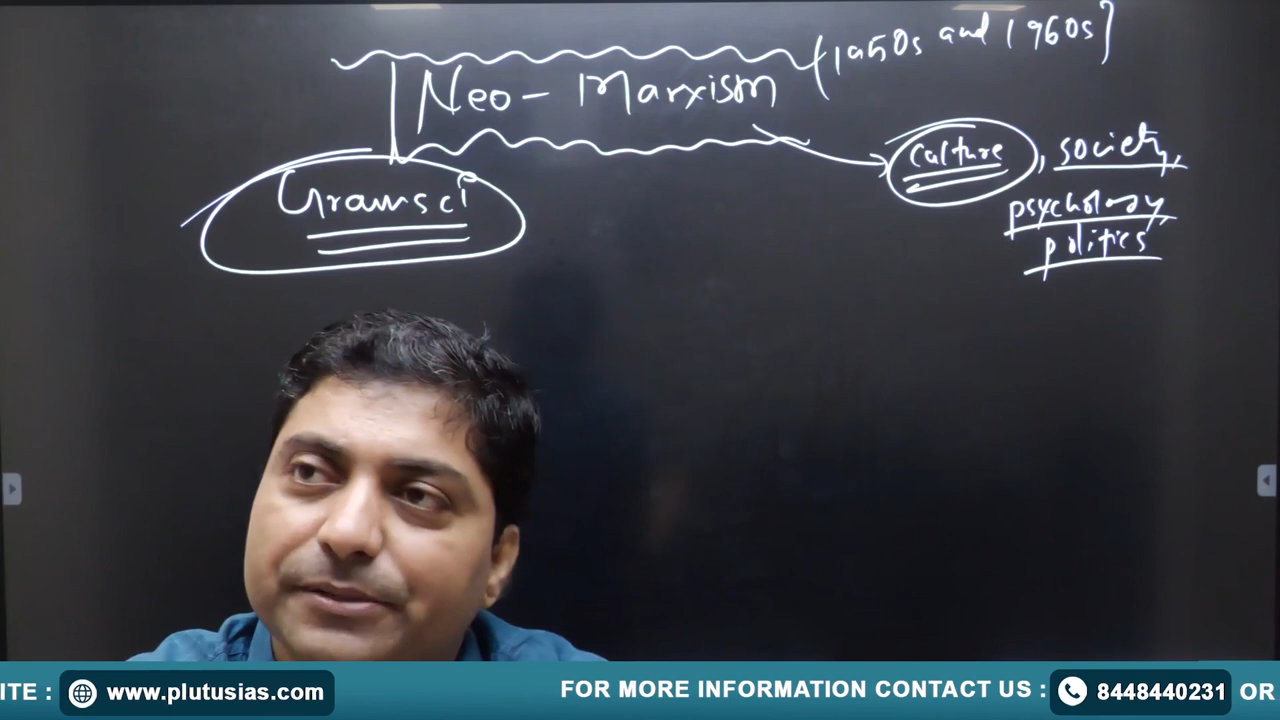 (1950s and 1960s]
Neo - Marxism
Culture, society,
psychology,
politics
Gramsci
ITE : www.plutusias.com FOR MORE INFORMATION CONTACT US : 8448440231 OR